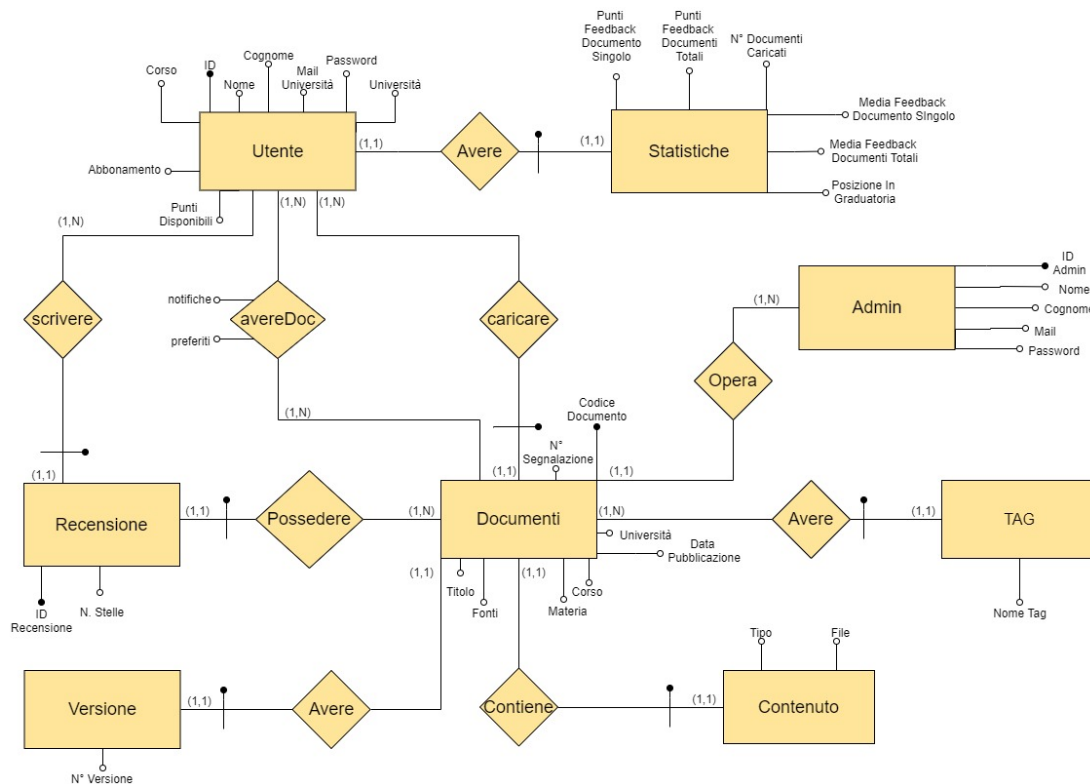 Punti
Feedback
Documento
Singolo
Punti
Feedback
Documenti
Totali
N° Documenti
Caricati
Corso
ID
Nome
Cognome
Mail
Università
Password
Università
Utente
(1,1)
Avere
(1,1)
Statistiche
Media Feedback
Documento SIngolo
Media Feedback
Documenti Totali
Posizione In
Graduatoria
Abbonamento
Punti
Disponibili
(1,N)
(1,N)
(1,N)
scrivere
notifiche
avereDoc
preferiti
caricare
(1,N)
Admin
ID
Admin
Nome
Cognome
Mail
Password
Opera
(1,N)
Codice
Documento
N°
Segnalazione
(1,1)
(1,1)
(1,1)
Recensione
(1,1)
Possedere
(1,N)
Documenti
(1,N)
Avere
(1,1)
TAG
Università
Data
Pubblicazione
ID
Recensione
N. Stelle
(1,1)
Titolo
Fonti
(1,1)
Materia
Corso
Nome Tag
Versione
(1,1)
Avere
Contiene
(1,1)
Tipo
File
Contenuto
N° Versione